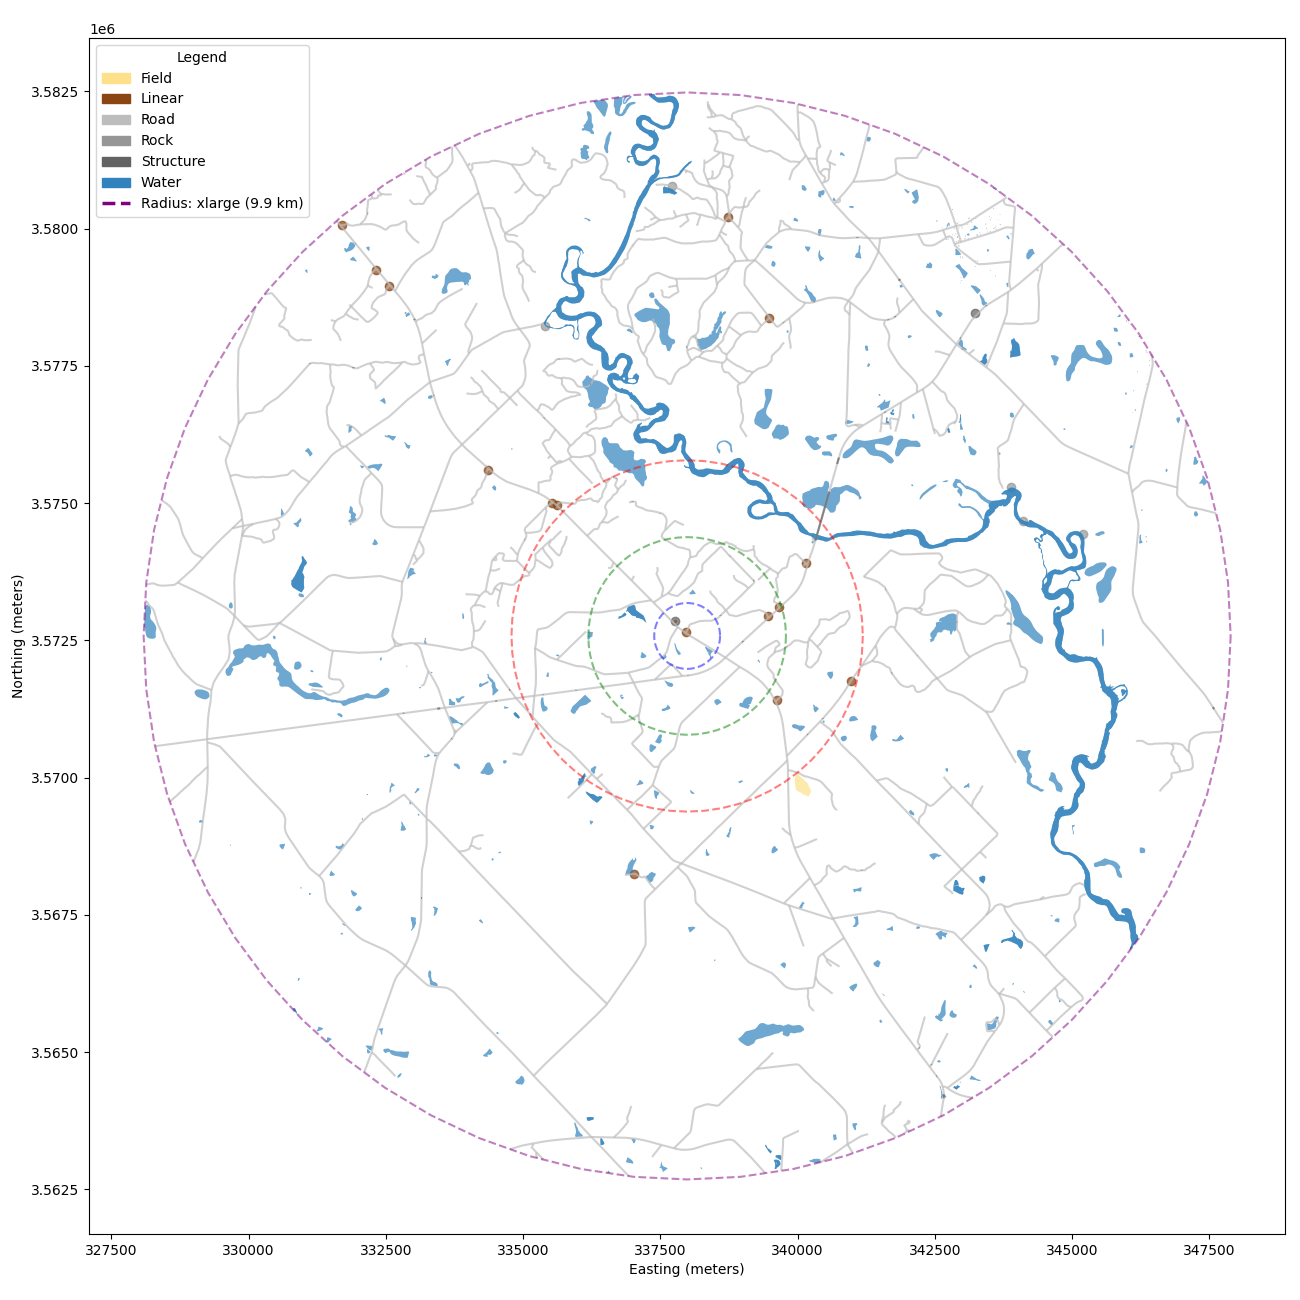 1e6
Legend
Field
Linear
Road
Rock
Structure
Water
Radius: xlarge (9.9 km)
3.5825
3.5800
3.5775
3.5750
3.5725
3.5700
3.5675
3.5650
3.5625
Northing (meters)
327500 330000 332500 335000 337500 340000 342500 345000 347500
Easting (meters)